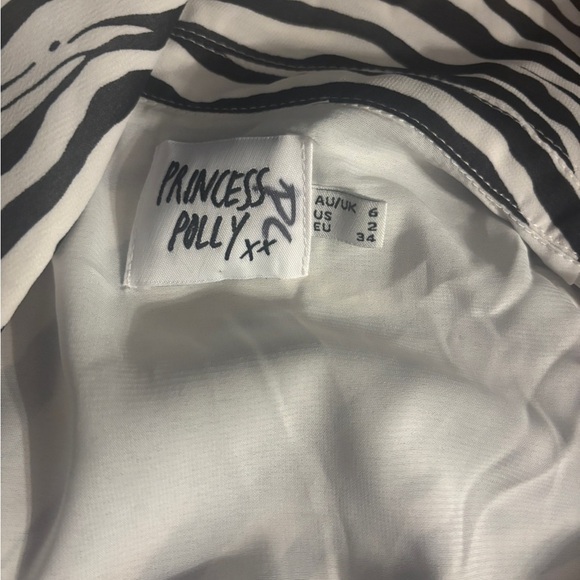 PRINCESS
POLLY xx
AU/UK 6
US 2
EU 34